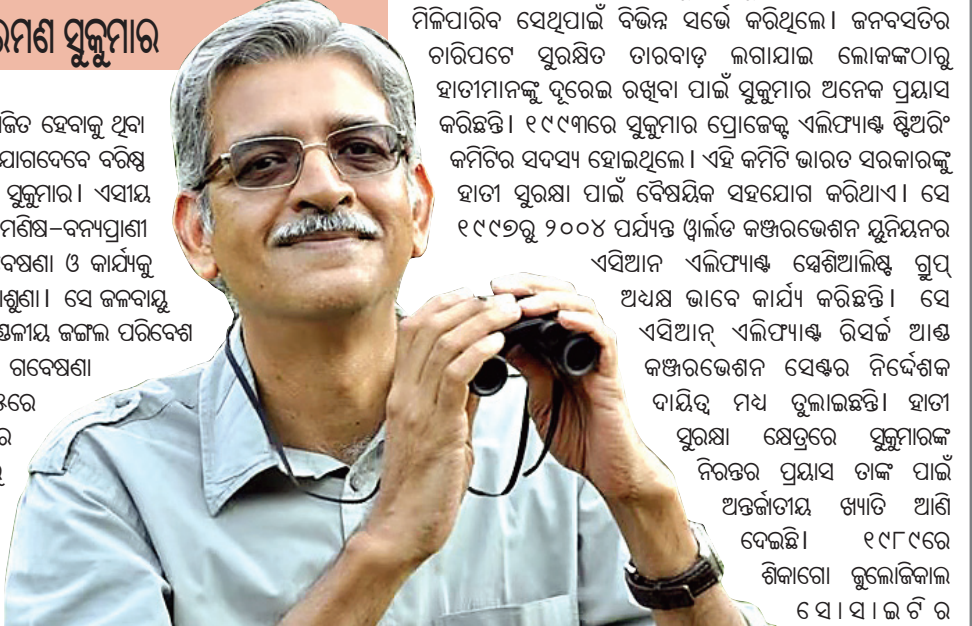 ରମଣ ସୁକୁମାର
ହେବାକୁ ଥିବା
ଯୋଗଦେବେ ବରିଷ୍ଠ
ସୁକୁମାର। ଏସୀୟ
ମଣିଷ–ବନ୍ୟପ୍ରାଣୀ
ଓ କାର୍ଯ୍ୟକୁ
ସେ ଜଳବାୟୁ
ଜଙ୍ଗଲ ପରିବେଶ
ଗବେଷଣା
ମିଳିପାରିବ ସେଥିପାଇଁ ବିଭିନ୍ନ ସର୍ଭେ କରିଥିଲେ। ଜନବସତିର
ଚାରିପଟେ ସୁରକ୍ଷିତ ତାରବାଡ଼ ଲଗାଯାଇ ଲୋକଙ୍କଠାରୁ
ହାତୀମାନଙ୍କୁ ଦୂରେଇ ରଖିବା ପାଇଁ ସୁକୁମାର ଅନେକ ପ୍ରୟାସ
କରିଛନ୍ତି। ୧୯୯୩ରେ ସୁକୁମାର ପ୍ରୋଜେକ୍ଟ ଏଲିଫ୍ୟାଣ୍ଟ ଷ୍ଟିଅରିଂ
କମିଟିର ସଦସ୍ୟ ହୋଇଥିଲେ। ଏହି କମିଟି ଭାରତ ସରକାରଙ୍କୁ
ହାତୀ ସୁରକ୍ଷା ପାଇଁ ବୈଷୟିକ ସହଯୋଗ କରିଥାଏ। ସେ
୧୯୯୭ରୁ ୨୦୦୪ ପର୍ଯ୍ୟନ୍ତ ୱାର୍ଲଡ କଞ୍ଜରଭେଶନ ୟୁନିୟନର
ଏସିଆନ ଏଲିଫ୍ୟାଣ୍ଟ ସ୍ପେଶିଆଲିଷ୍ଟ ଗ୍ରୁପ୍
ଅଧ୍ୟକ୍ଷ ଭାବେ କାର୍ଯ୍ୟ କରିଛନ୍ତି। ସେ
ଏସିଆନ୍ ଏଲିଫ୍ୟାଣ୍ଟ ରିସର୍ଚ୍ଚ ଆଣ୍ଡ
କଞ୍ଜରଭେଶନ ସେଣ୍ଟର ନିର୍ଦ୍ଦେଶକ
ଦାୟିତ୍ୱ ମଧ୍ୟ ତୁଲାଇଛନ୍ତି। ହାତୀ
ସୁରକ୍ଷା କ୍ଷେତ୍ରରେ ସୁକୁମାରଙ୍କ
ନିରନ୍ତର ପ୍ରୟାସ ତାଙ୍କ ପାଇଁ
ଅନ୍ତର୍ଜାତୀୟ ଖ୍ୟାତି ଆଣି
ଦେଇଛି। ୧୯୮୯ରେ
ଶିକାଗୋ ଜୁଲୋଜିକାଲ
ସୋସାଇଟିର